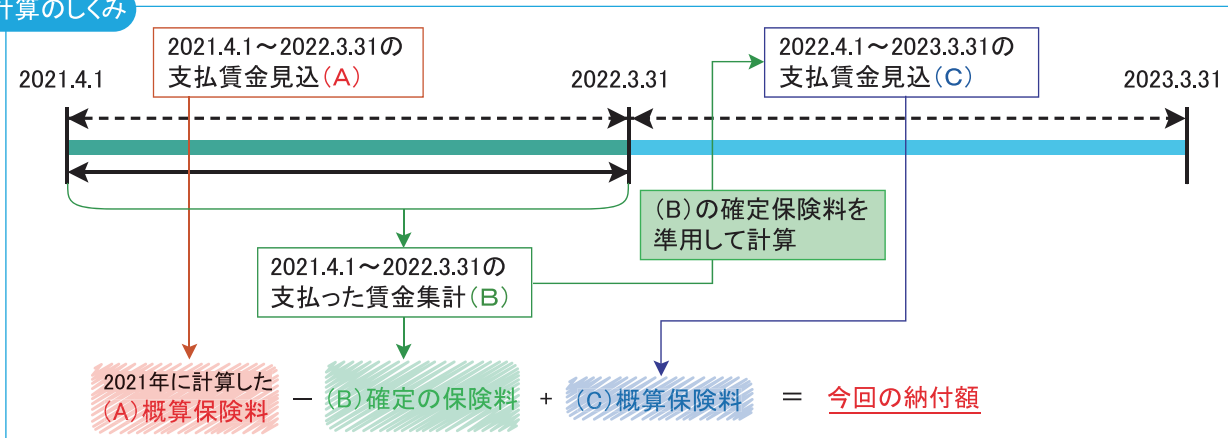 計算のしくみ
2021.4.1～2022.3.31の
支払賃金見込(A)
2022.4.1～2023.3.31の
支払賃金見込(C)
2021.4.1
2022.3.31
2023.3.31
(B)の確定保険料を
準用して計算
2021.4.1～2022.3.31の
支払った賃金集計(B)
2021年に計算した
(A)概算保険料
－
(B)確定の保険料
+
(C)概算保険料
=
今回の納付額